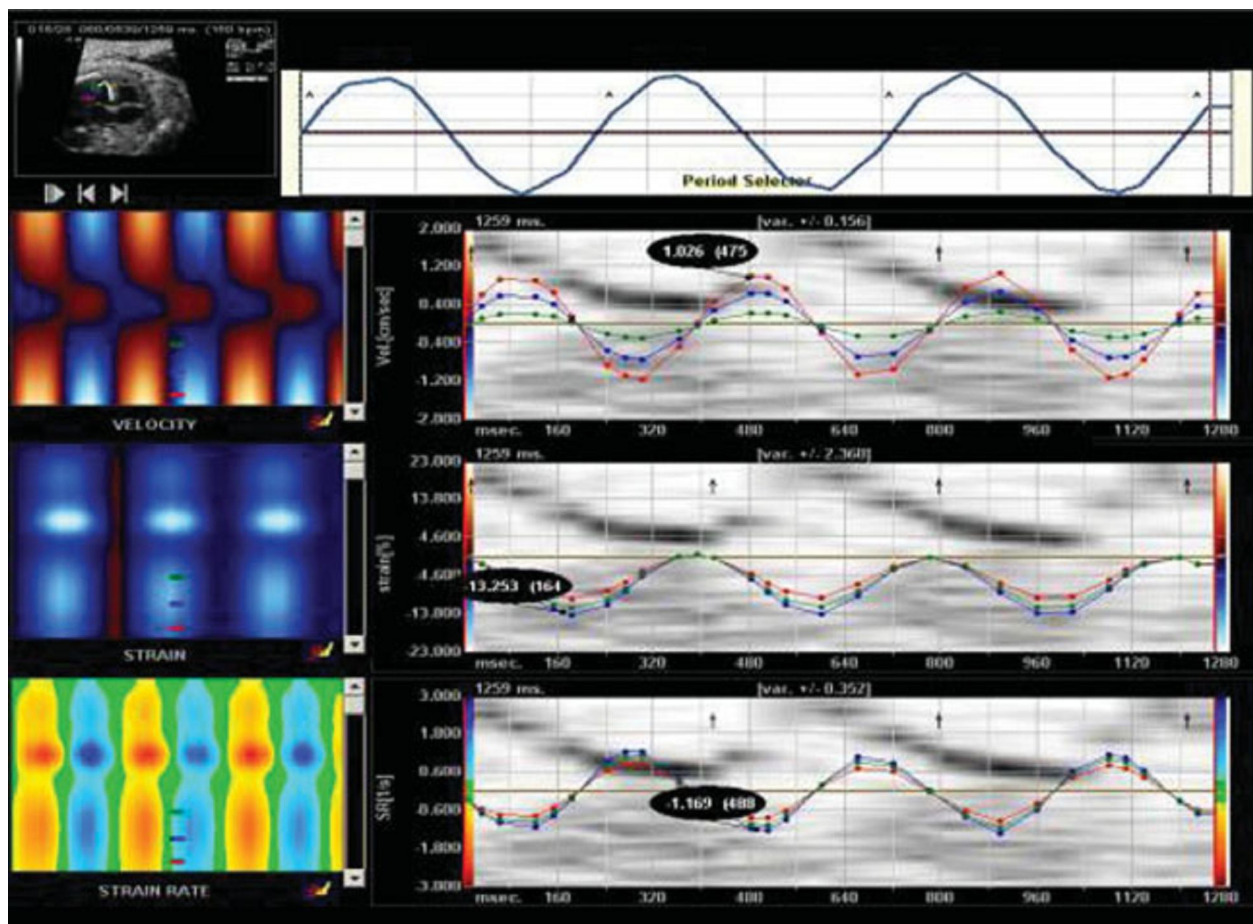 Period Selector
VELOCITY
1259 ms. [var. +/- 0.156]
Vel.[cm/sec]
2.000
1.200
0.400
-0.400
-1.200
-2.000
1.026 (475
msec. 160 320 480 640 800 960 1120 1280
STRAIN
1259 ms. [var. +/- 2.360]
strain[%]
23.000
13.800
4.600
-4.600
-13.800
-23.000
-13.253 (164
msec. 160 320 480 640 800 960 1120 1280
STRAIN RATE
1259 ms. [var. +/- 0.352]
SR[1/s]
3.000
1.800
0.600
-0.600
-1.800
-3.000
-1.169 (488
msec. 160 320 480 640 800 960 1120 1280